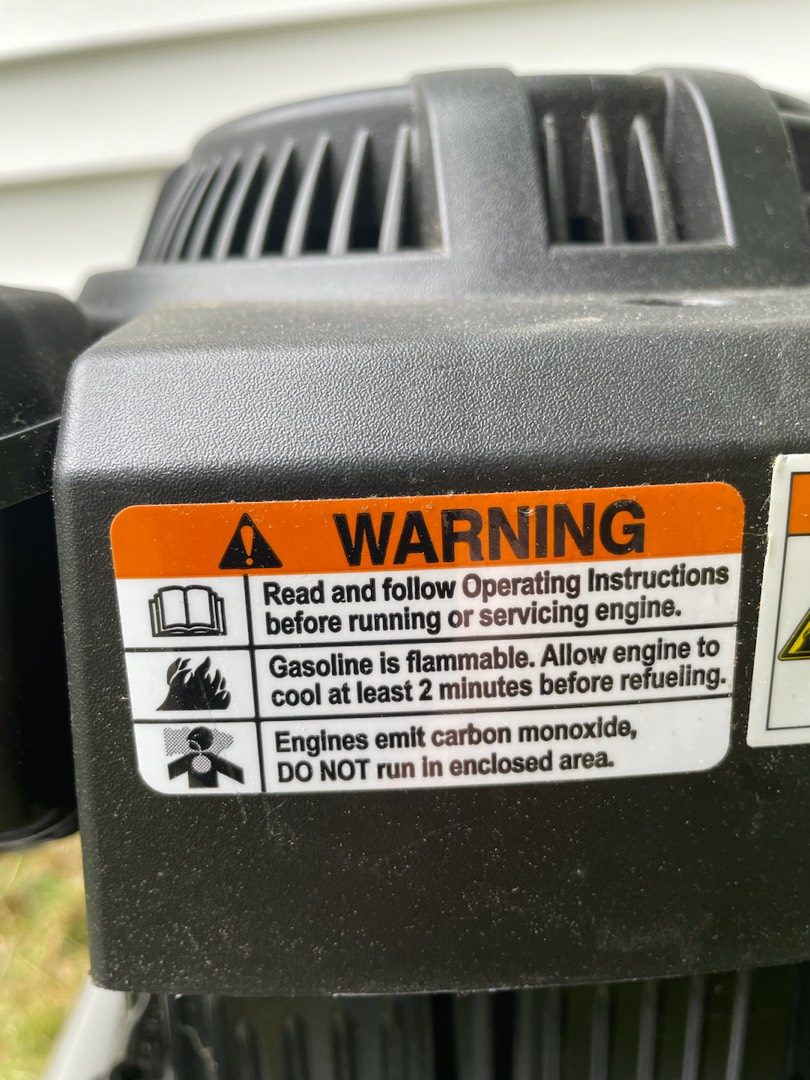 WARNING
Read and follow Operating Instructions
before running or servicing engine.
Gasoline is flammable. Allow engine to
cool at least 2 minutes before refueling.
Engines emit carbon monoxide,
DO NOT run in enclosed area.